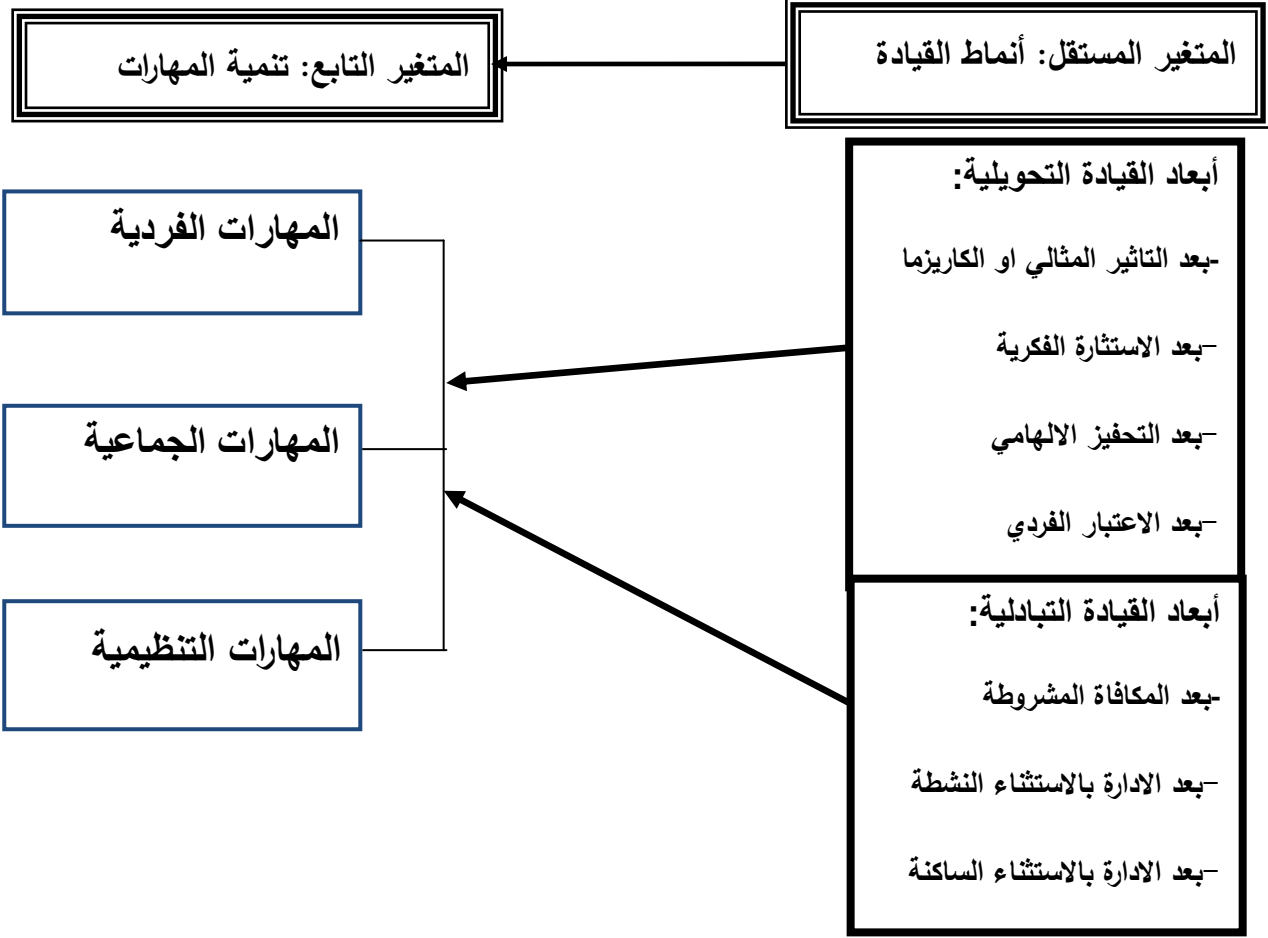 المتغير المستقل: أنماط القيادة
المتغير التابع: تنمية المهارات
أبعاد القيادة التحويلية:
-بعد التاثير المثالي او الكاريزما
-بعد الاستثارة الفكرية
-بعد التحفيز الالهامي
-بعد الاعتبار الفردي
أبعاد القيادة التبادلية:
-بعد المكافاة المشروطة
-بعد الادارة بالاستثناء النشطة
-بعد الادارة بالاستثناء الساكنة
المهارات الفردية
المهارات الجماعية
المهارات التنظيمية